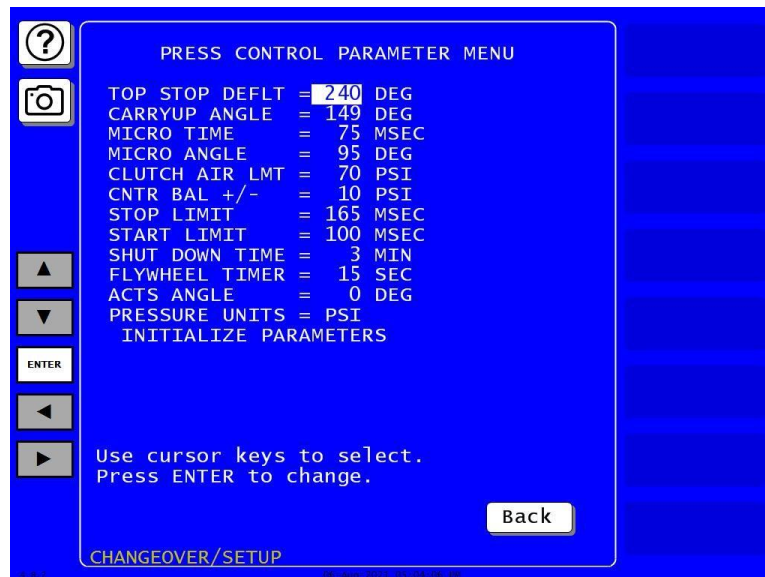 ?
PRESS CONTROL PARAMETER MENU
TOP STOP DEFLT = 240 DEG
CARRYUP ANGLE = 149 DEG
MICRO TIME = 75 MSEC
MICRO ANGLE = 95 DEG
CLUTCH AIR LMT = 70 PSI
CNTR BAL +/- = 10 PSI
STOP LIMIT = 165 MSEC
START LIMIT = 100 MSEC
SHUT DOWN TIME = 3 MIN
FLYWHEEL TIMER = 15 SEC
ACTS ANGLE = 0 DEG
PRESSURE UNITS = PSI
INITIALIZE PARAMETERS
ENTER
Use cursor keys to select.
Press ENTER to change.
Back
CHANGEOVER/SETUP